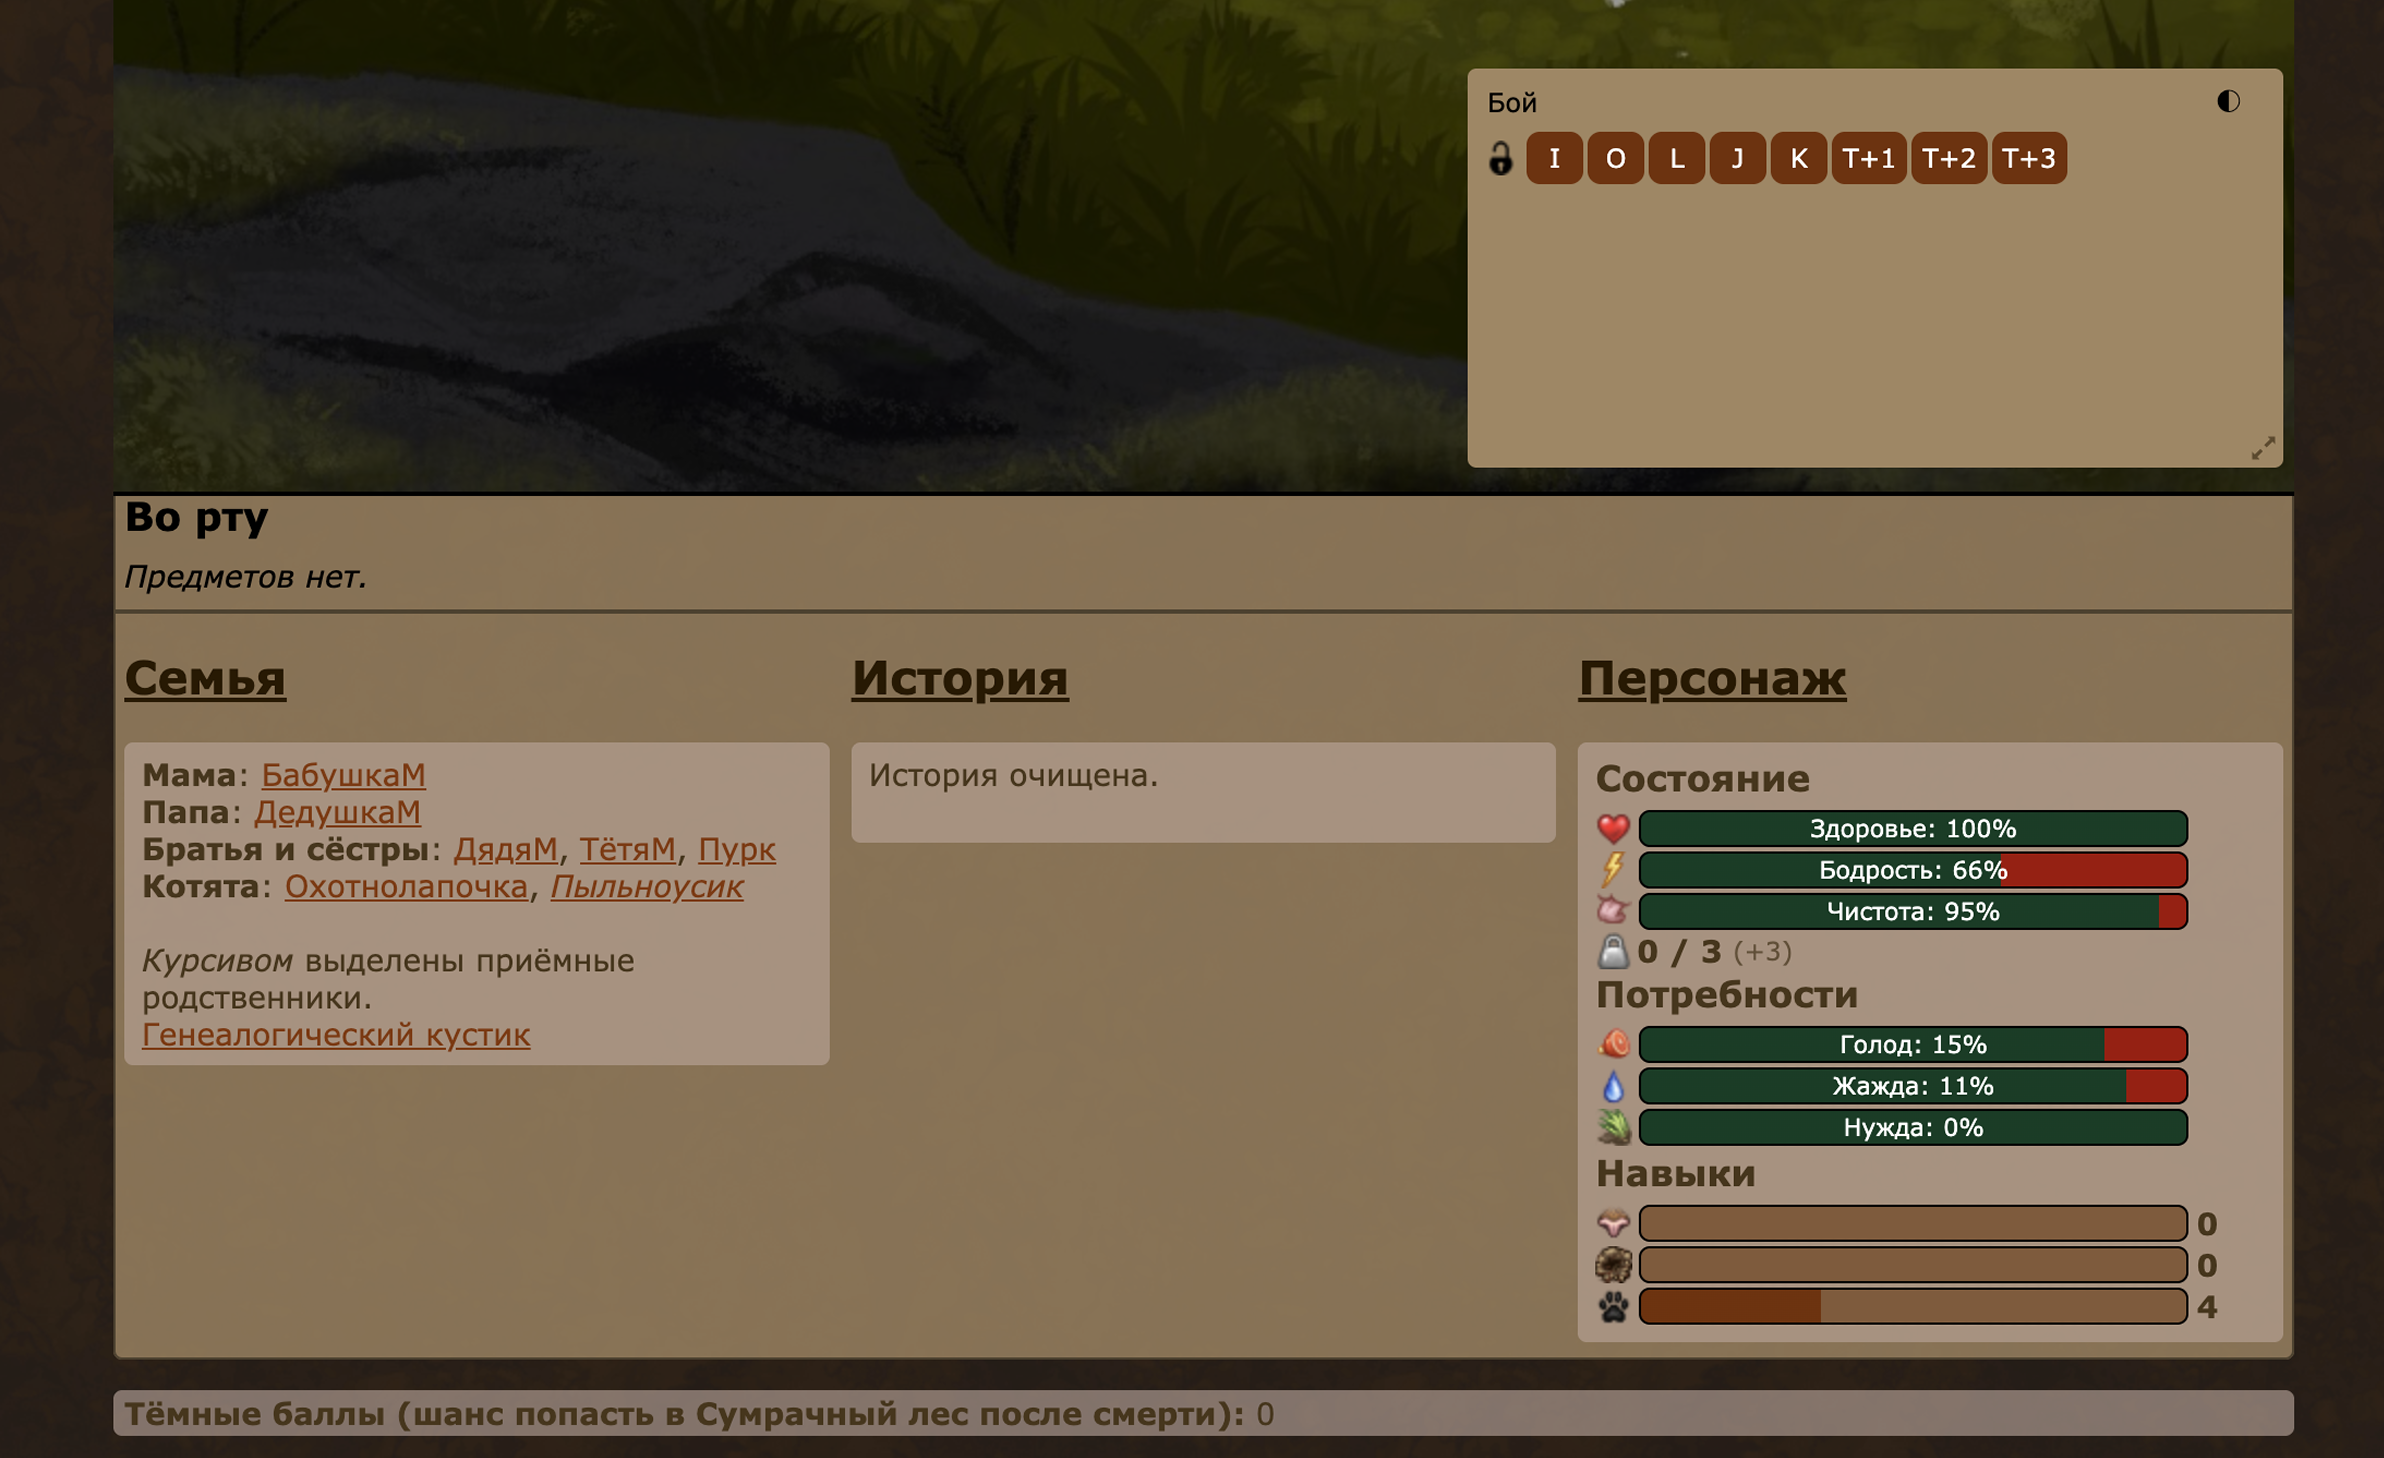 Бой
I O L J K T+1 T+2 T+3
Во рту
Предметов нет.
Семья
Мама: БабушкаМ
Папа: ДедушкаМ
Братья и сёстры: ДядяМ, ТётяМ, Пурк
Котята: Охотнолапочка, Пыльноусик
Курсивом выделены приёмные
родственники.
Генеалогический кустик
История
История очищена.
Персонаж
Состояние
Здоровье: 100%
Бодрость: 66%
Чистота: 95%
0 / 3 (+3)
Потребности
Голод: 15%
Жажда: 11%
Нужда: 0%
Навыки
0
0
4
Тёмные баллы (шанс попасть в Сумрачный лес после смерти): 0